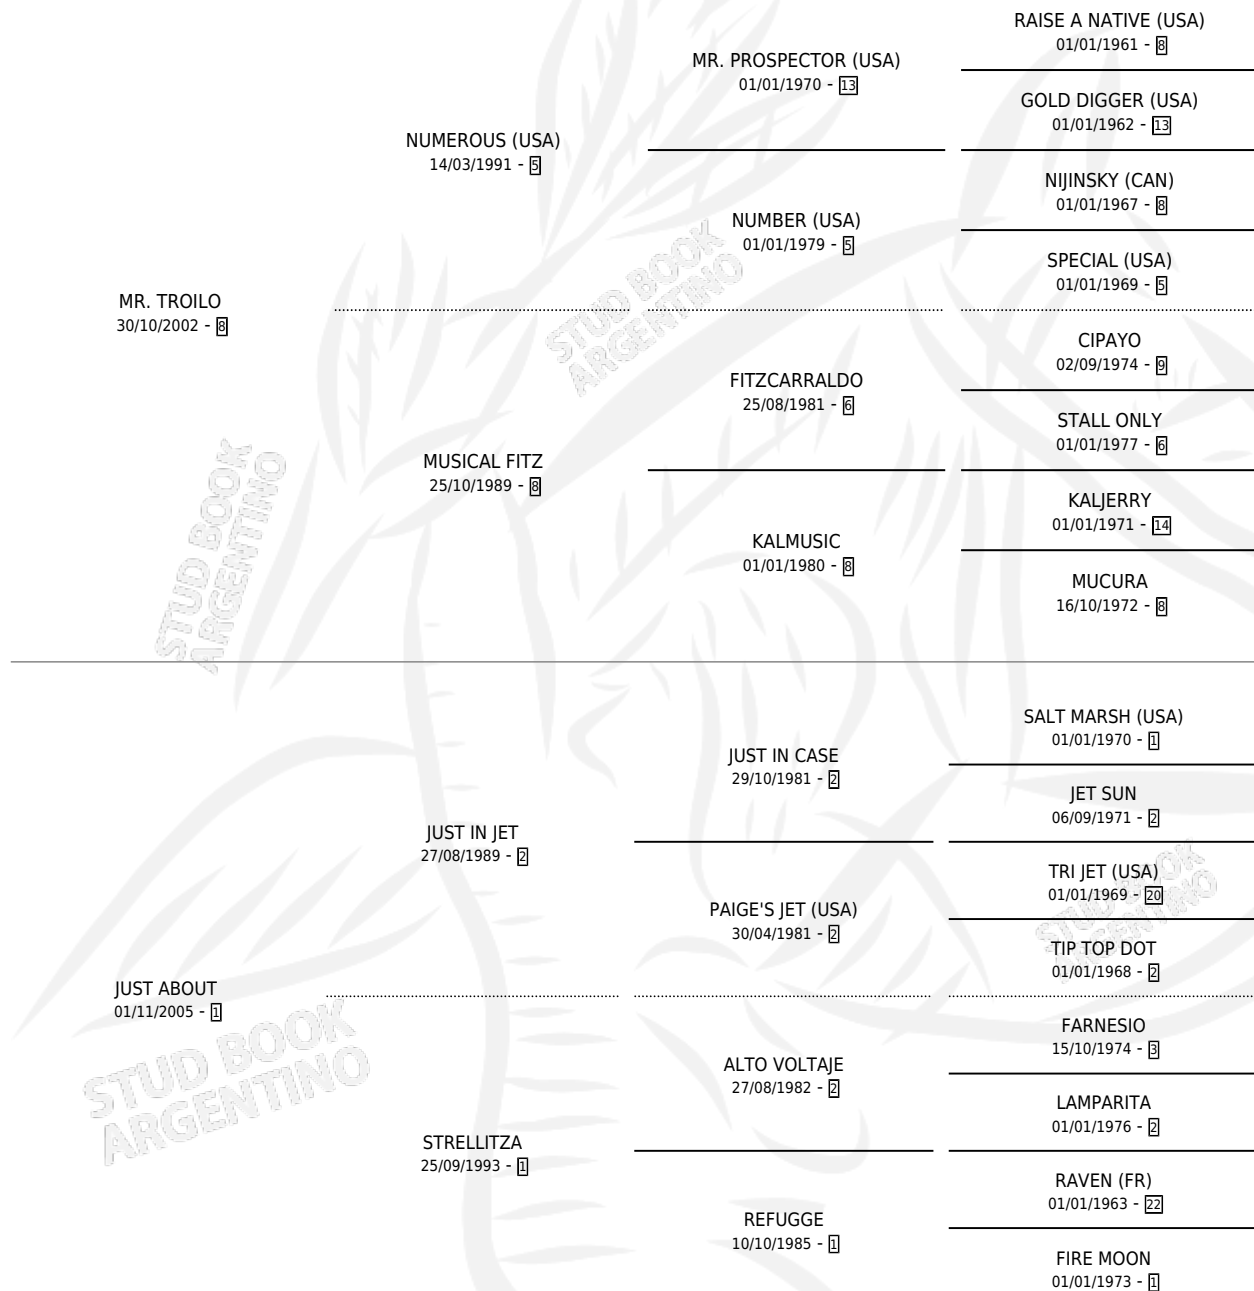 RAISE A NATIVE (USA)
01/01/1961 - 8
MR. PROSPECTOR (USA)
01/01/1970 - 13
GOLD DIGGER (USA)
01/01/1962 - 13
NUMEROUS (USA)
14/03/1991 - 5
NIJINSKY (CAN)
01/01/1967 - 8
NUMBER (USA)
01/01/1979 - 5
SPECIAL (USA)
01/01/1969 - 5
MR. TROILO
30/10/2002 - 8
CIPAYO
02/09/1974 - 9
FITZCARRALDO
25/08/1981 - 6
STALL ONLY
01/01/1977 - 6
MUSICAL FITZ
25/10/1989 - 8
KALJERRY
01/01/1971 - 14
KALMUSIC
01/01/1980 - 8
MUCURA
16/10/1972 - 8
SALT MARSH (USA)
01/01/1970 - 1
JUST IN CASE
29/10/1981 - 2
JET SUN
06/09/1971 - 2
JUST IN JET
27/08/1989 - 2
TRI JET (USA)
01/01/1969 - 20
PAIGE'S JET (USA)
30/04/1981 - 2
TIP TOP DOT
01/01/1968 - 2
JUST ABOUT
01/11/2005 - 1
FARNESIO
15/10/1974 - 3
ALTO VOLTAJE
27/08/1982 - 2
LAMPARITA
01/01/1976 - 2
STRELLITZA
25/09/1993 - 1
RAVEN (FR)
01/01/1963 - 22
REFUGGE
10/10/1985 - 1
FIRE MOON
01/01/1973 - 1
STUD BOOK
ARGENTINO
STUD BOOK
ARGENTINO
STUD BOOK
ARGENTINO
STUD BOOK
ARGENTINO